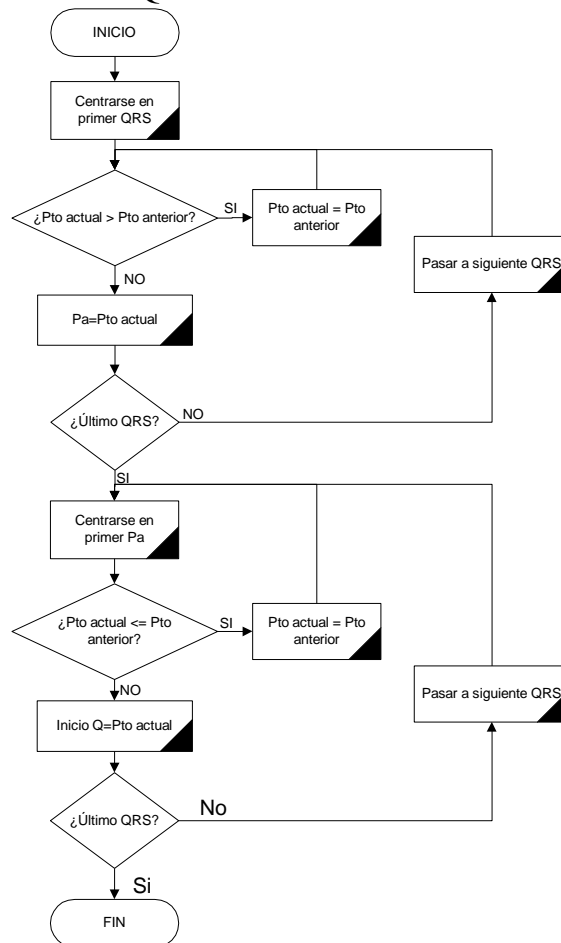 Q
INICIO
Centrarse en
primer QRS
¿Pto actual > Pto anterior?
SI
Pto actual = Pto
anterior
Pasar a siguiente QRS
NO
Pa=Pto actual
¿Último QRS?
NO
SI
Centrarse en
primer Pa
¿Pto actual <= Pto
anterior?
SI
Pto actual = Pto
anterior
Pasar a siguiente QRS
NO
Inicio Q=Pto actual
¿Último QRS?
No
Si
FIN